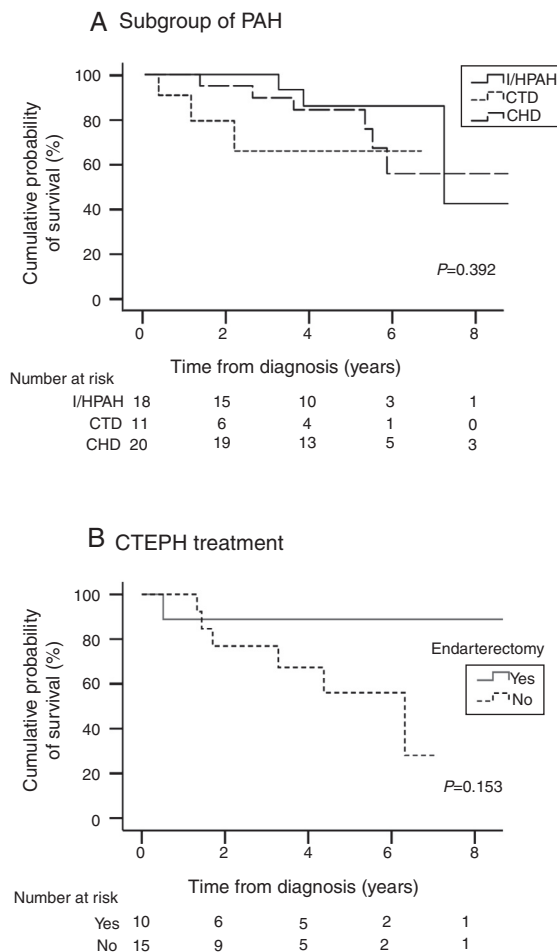 A Subgroup of PAH
100
80
60
40
20
0
Cumulative probability
of survival (%)
I/HPAH
CTD
CHD
P=0.392
0 2 4 6 8
Time from diagnosis (years)
Number at risk
I/HPAH 18 15 10 3 1
CTD 11 6 4 1 0
CHD 20 19 13 5 3
B CTEPH treatment
100
80
60
40
20
0
Cumulative probability
of survival (%)
Endarterectomy
Yes
No
P=0.153
0 2 4 6 8
Time from diagnosis (years)
Number at risk
Yes 10 6 5 2 1
No 15 9 5 2 1